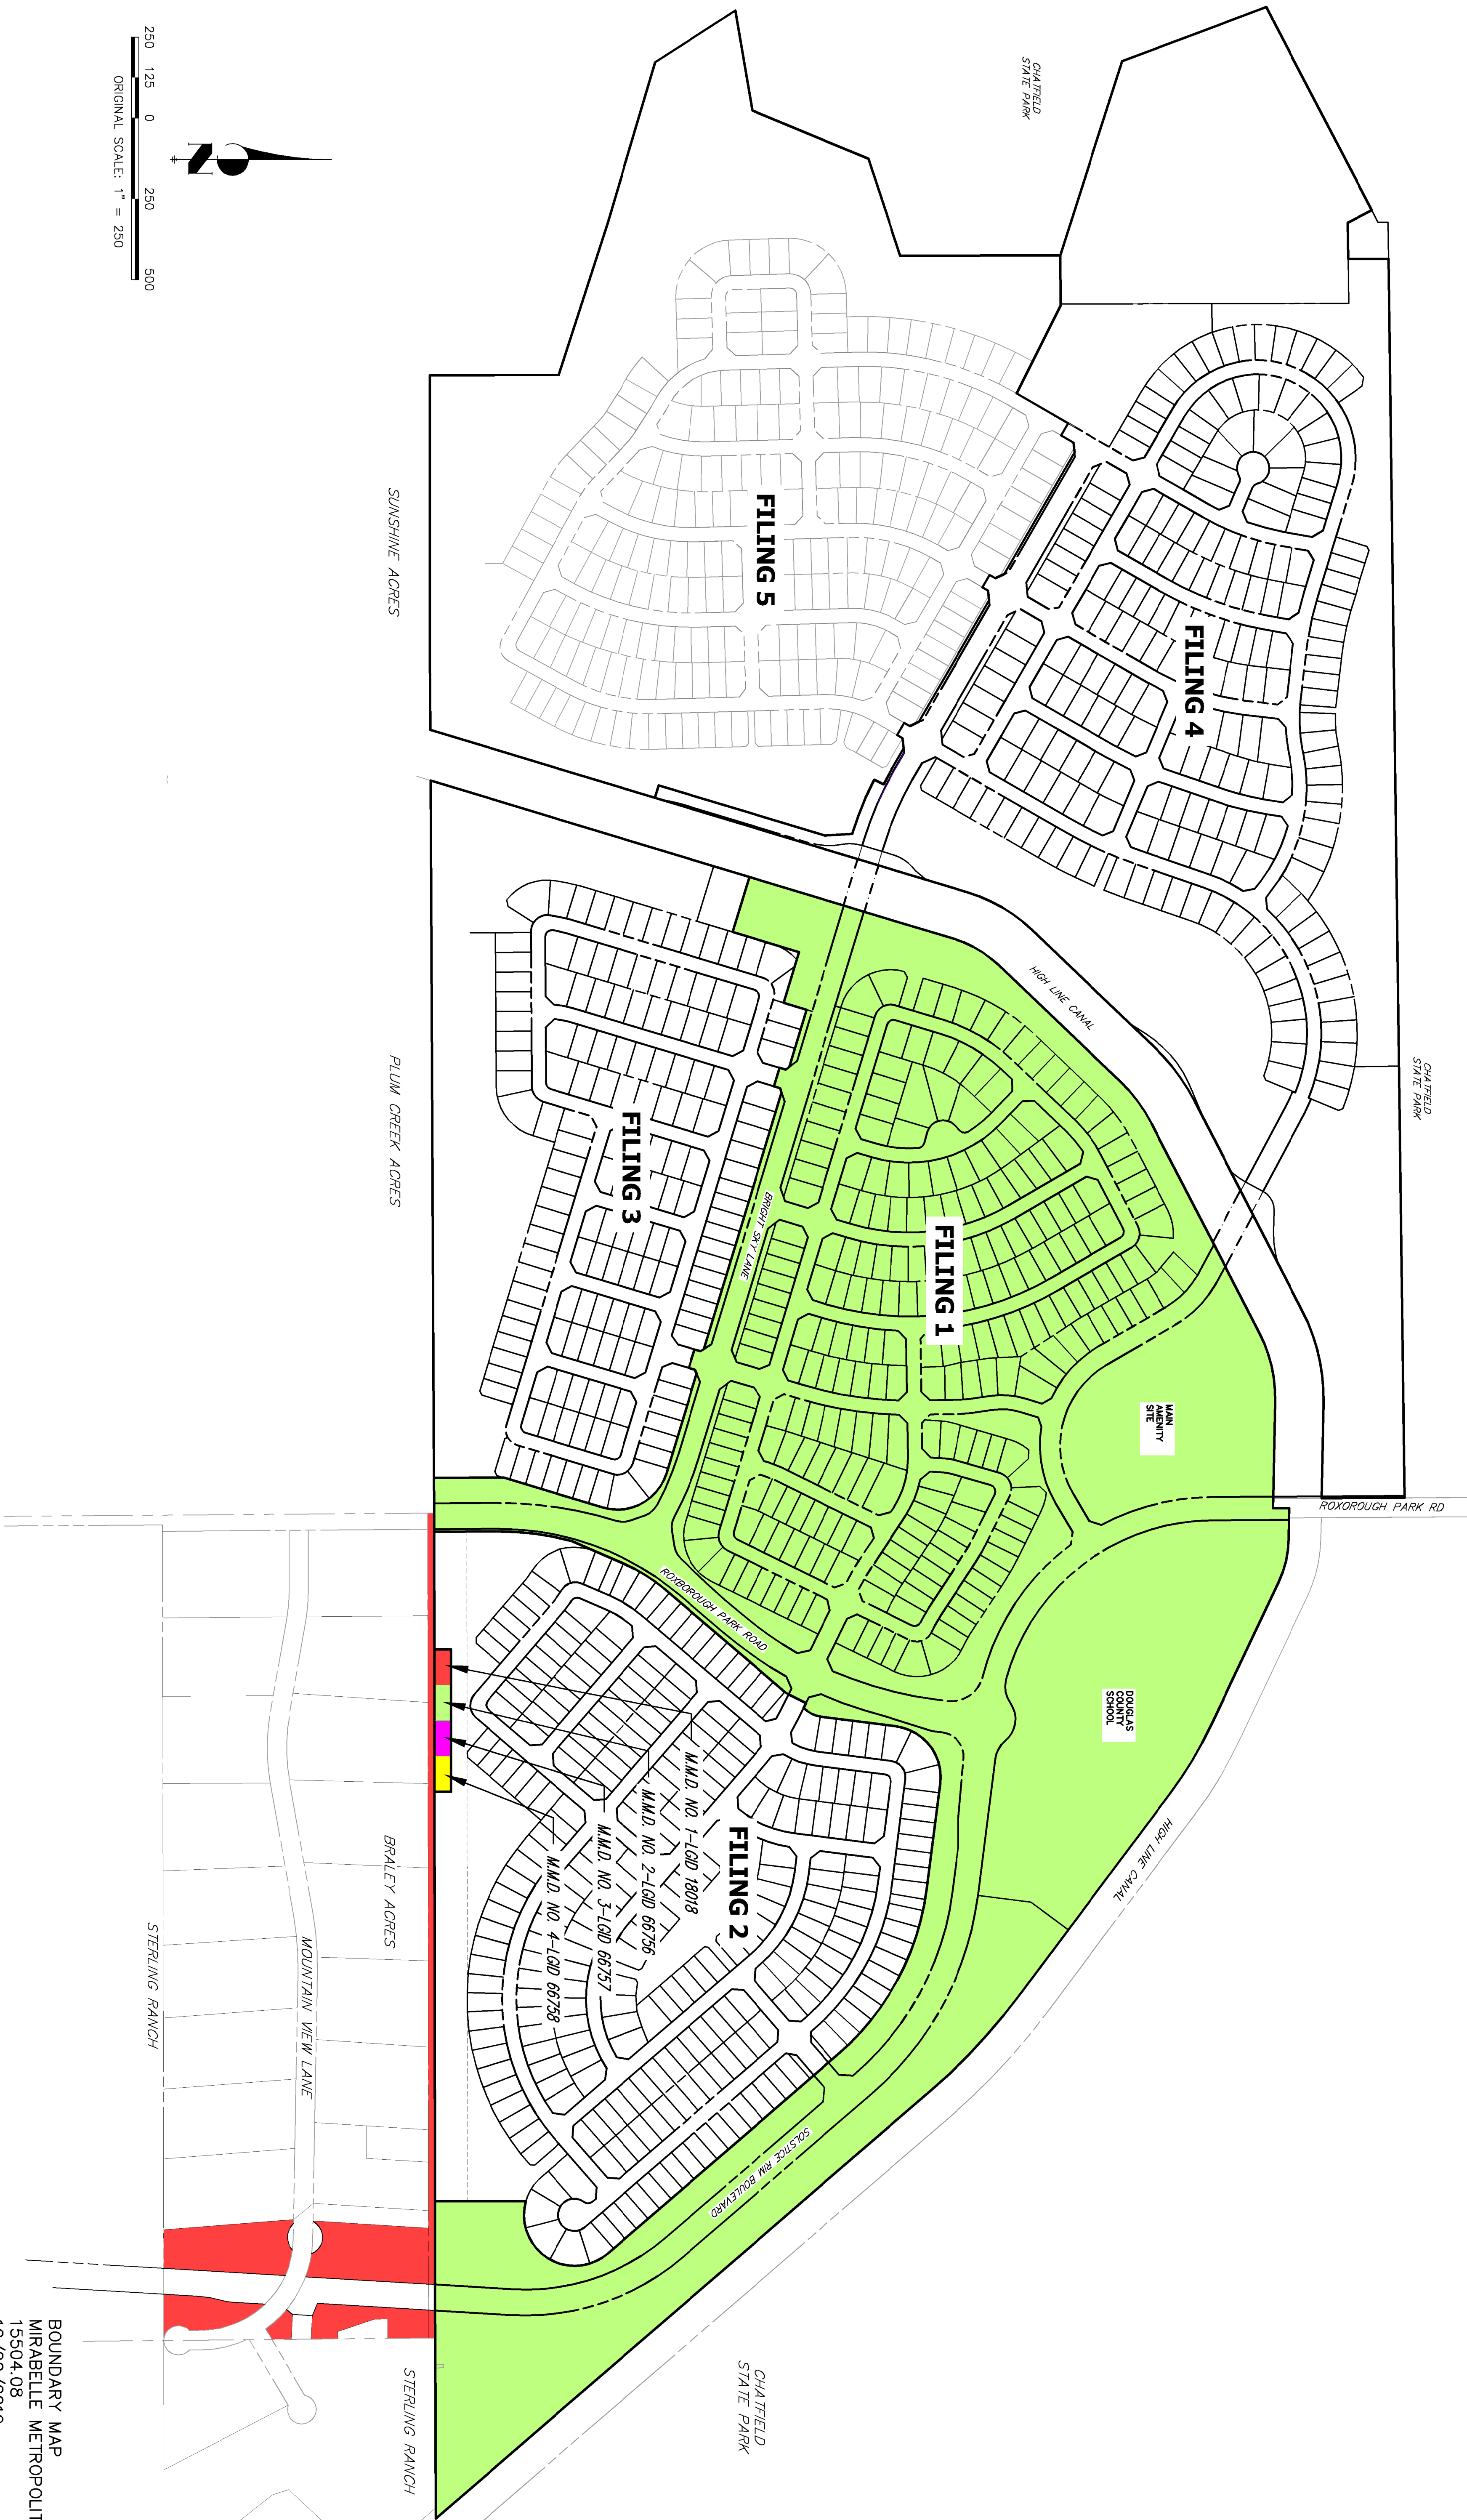 CHATFIELD
STATE PARK
CHATFIELD
STATE PARK
250 125 0 250 500
ORIGINAL SCALE: 1" = 250
N
FILING 4
FILING 5
SUNSHINE ACRES
HIGH LINE CANAL
PLUM CREEK ACRES
FILING 3
BRIGHT SKY LANE
FILING 1
MAIN
AMENITY
SITE
ROXOROUGH PARK RD
ROXBOROUGH PARK ROAD
DOUGLAS
COUNTY
SCHOOL
HIGH LINE CANAL
FILING 2
M.M.D. NO. 1-LGID 18018
M.M.D. NO. 2-LGID 66756
M.M.D. NO. 3-LGID 66757
M.M.D. NO. 4-LGID 66758
BRALEY ACRES
MOUNTAIN VIEW LANE
STERLING RANCH
SOLSTICE RIM BOULEVARD
CHATFIELD
STATE PARK
STERLING RANCH
BOUNDARY MAP
MIRABELLE METROPOLIT
15504.08